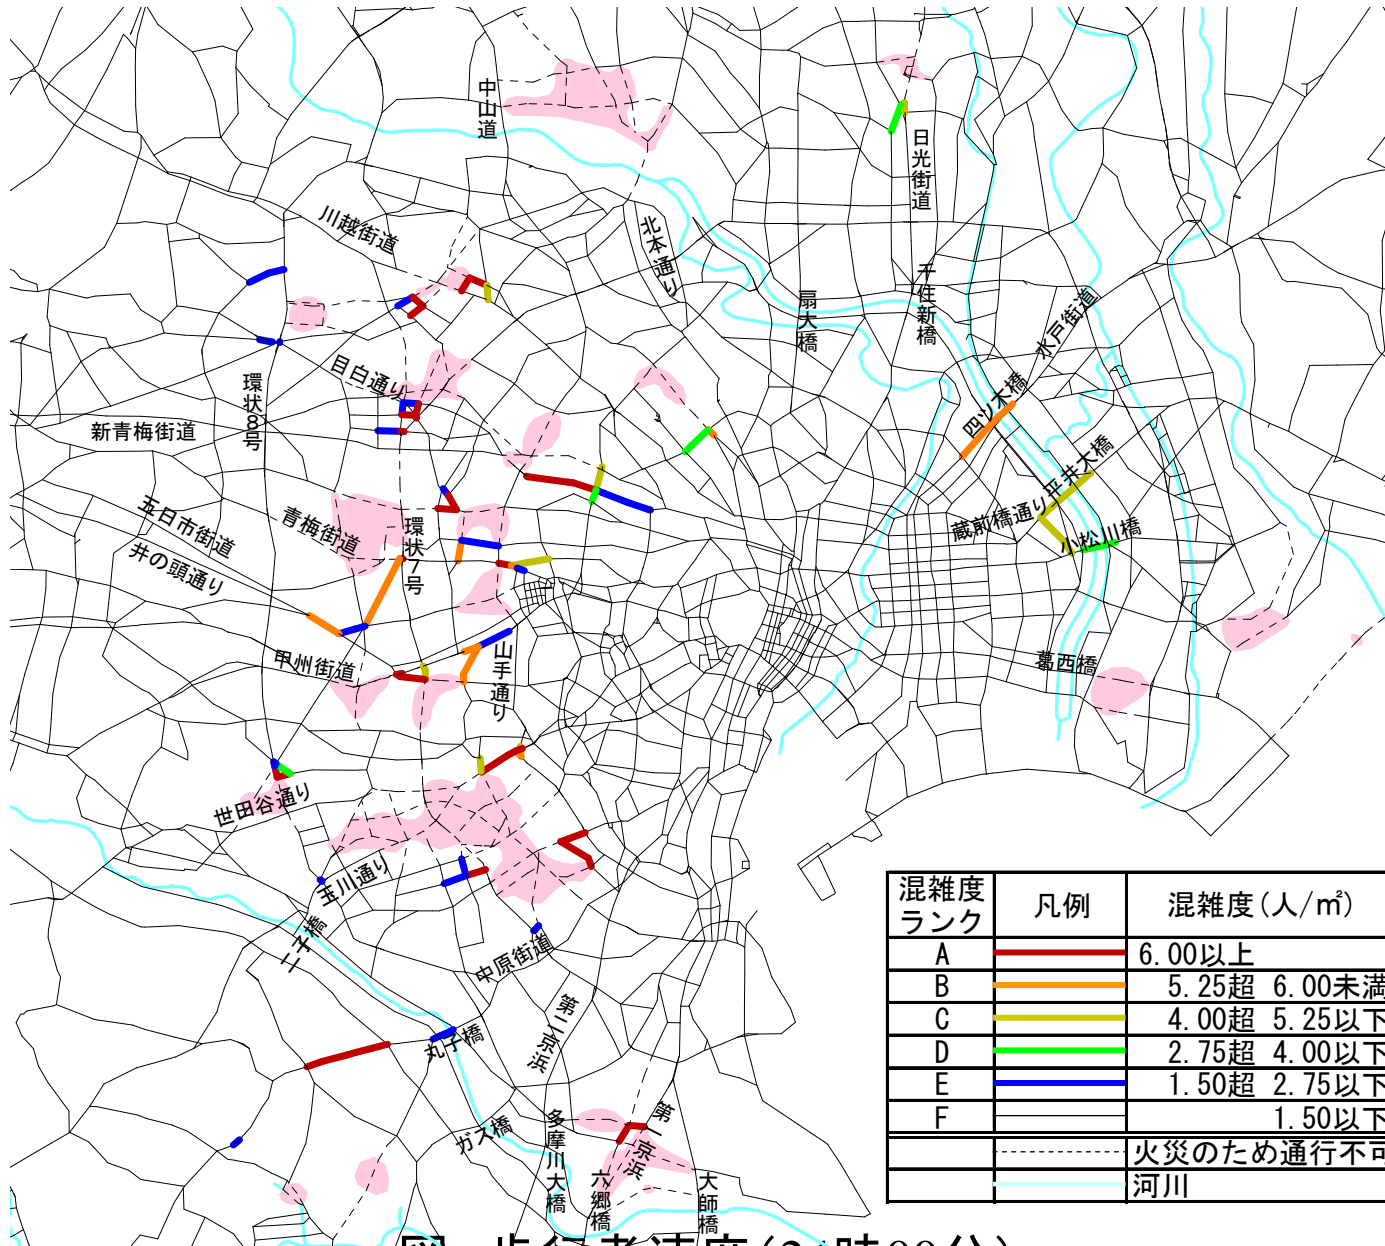 中山道
日光街道
川越街道
北本通り
千住新橋
扇大橋
水戸街道
目白通り
環状8号
四ツ木橋
新青梅街道
平井大橋
五日市街道
青梅街道
環状7号
蔵前橋通り
小松川橋
井の頭通り
甲州街道
山手通り
葛西橋
世田谷通り
玉川通り
二子橋
中原街道
第二京浜
丸子橋
ガス橋
多摩川大橋
第一京浜
六郷橋
大師橋
混雑度ランク 凡例 混雑度(人/㎡)
A 6.00以上
B 5.25超 6.00未満
C 4.00超 5.25以下
D 2.75超 4.00以下
E 1.50超 2.75以下
F 1.50以下
火災のため通行不可
河川